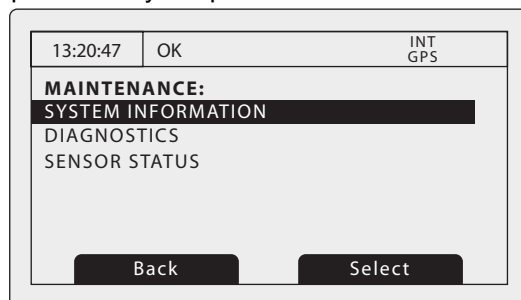 13:20:47 OK INT
GPS
MAINTENANCE:
SYSTEM INFORMATION
DIAGNOSTICS
SENSOR STATUS
Back Select